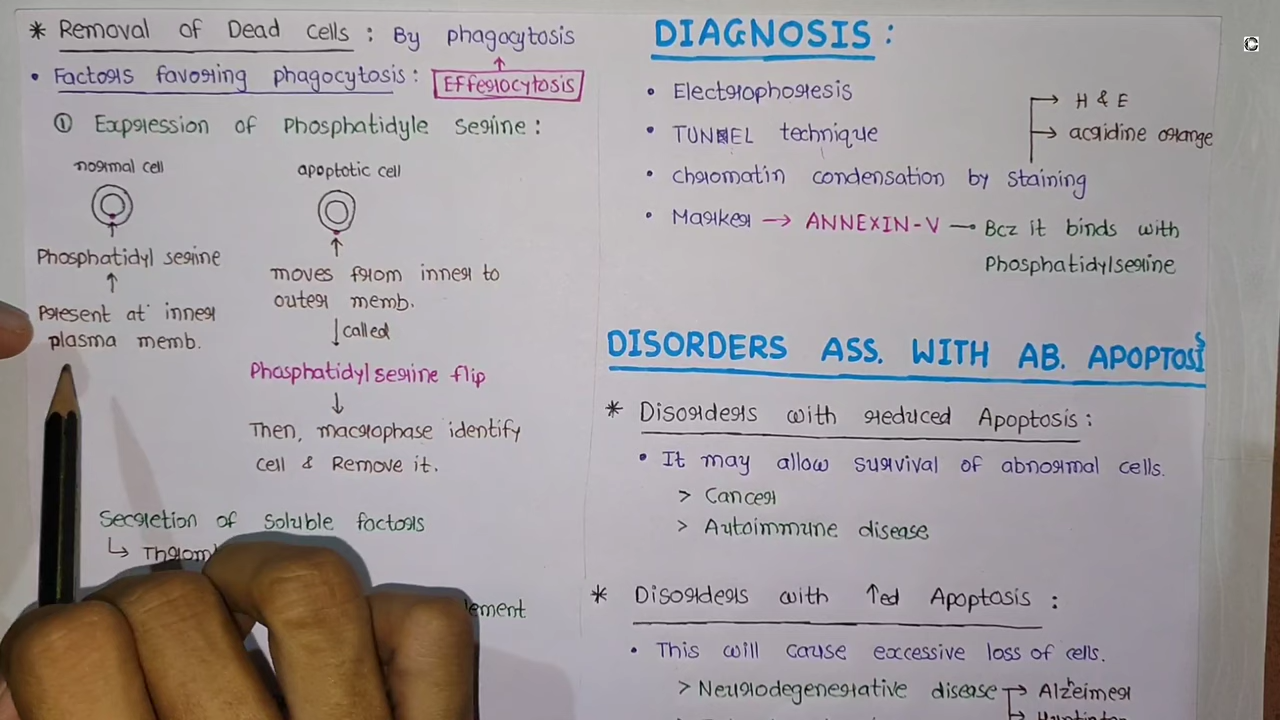 * Removal of Dead cells : By phagocytosis
• Factors favoring phagocytosis : Efferocytosis
① Expression of Phosphatidyle serine :
normal cell
apoptotic cell
Phosphatidyl serine
Present at inner
plasma memb.
moves from inner to
outer memb.
called
Phosphatidyl serine flip
Then, macrophase identify
cell & Remove it.
Secretion of soluble factors
DIAGNOSIS :
• Electrophoresis
• TUNEL technique
• chromatin condensation by staining
H & E
acridine orange
• Marker → ANNEXIN-V — Bcz it binds with
Phosphatidylserine
DISORDERS ASS. WITH AB. APOPTOSIS
* Disorders with reduced Apoptosis :
• It may allow survival of abnormal cells.
> Cancer
> Autoimmune disease
* Disorders with ↑ed Apoptosis :
• This will cause excessive loss of cells.
> Neurodegenerative disease → Alzheimer